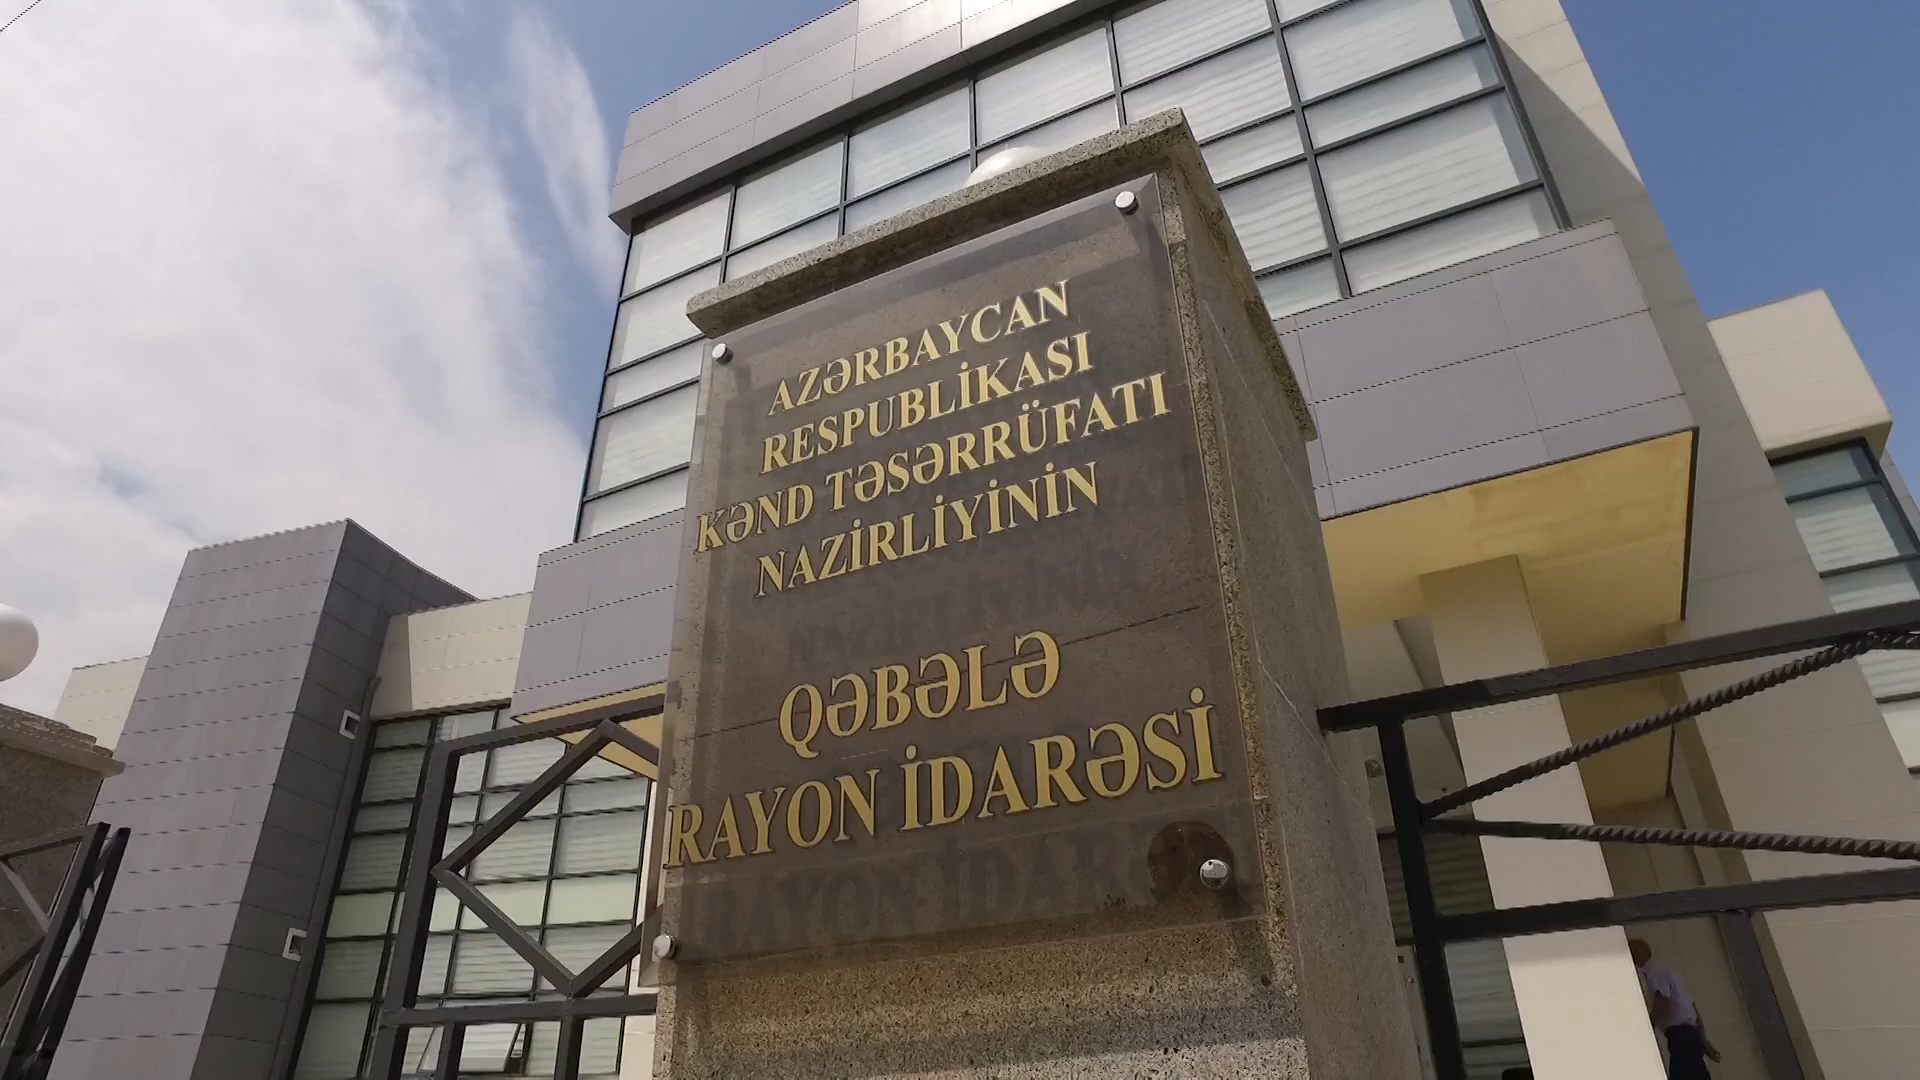 AZƏRBAYCAN
RESPUBLİKASI
KƏND TƏSƏRRÜFATI
NAZİRLİYİNİN
QƏBƏLƏ
RAYON İDARƏSİ